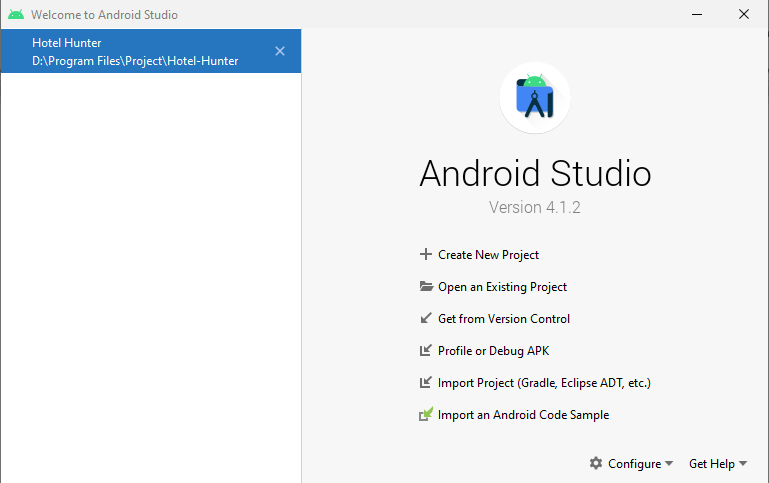 Welcome to Android Studio
Hotel Hunter
D:\Program Files\Project\Hotel-Hunter
Android Studio
Version 4.1.2
Create New Project
Open an Existing Project
Get from Version Control
Profile or Debug APK
Import Project (Gradle, Eclipse ADT, etc.)
Import an Android Code Sample
Configure Get Help